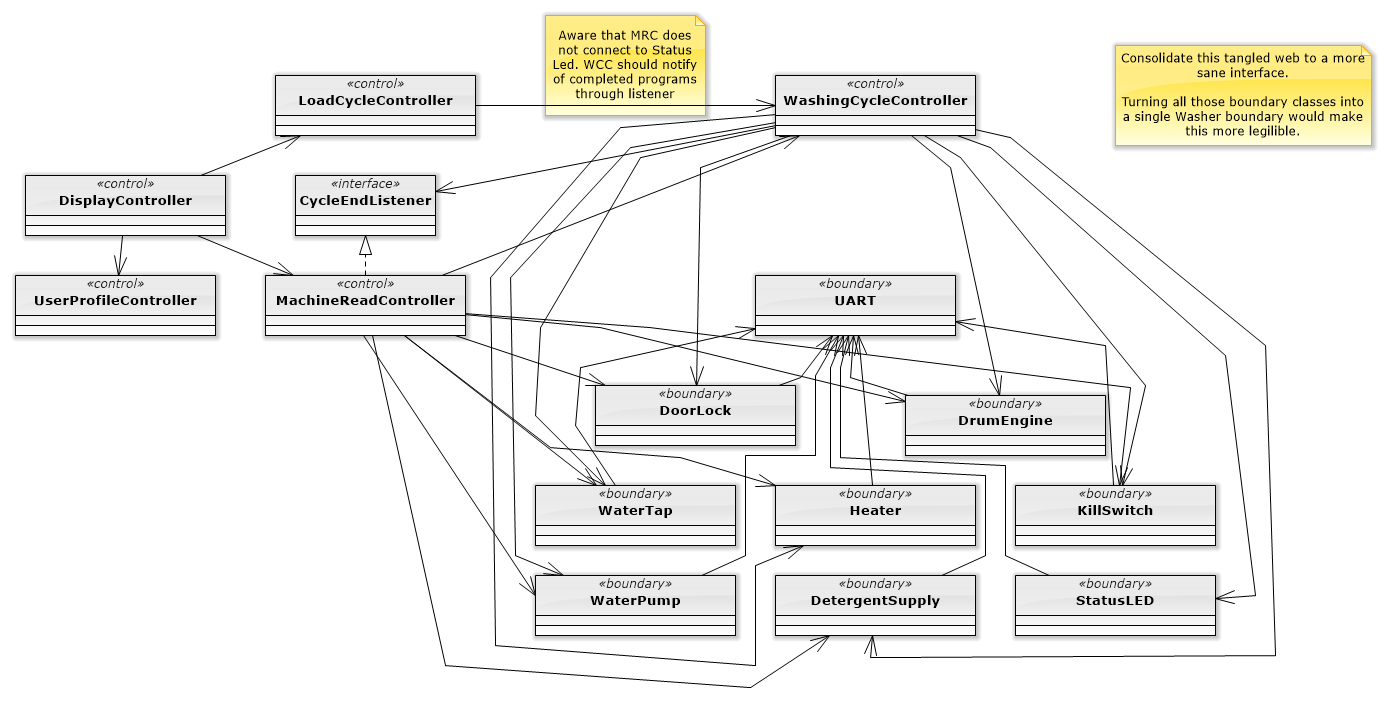 Aware that MRC does
not connect to Status
Led. WCC should notify
of completed programs
through listener
Consolidate this tangled web to a more
sane interface.
Turning all those boundary classes into
a single Washer boundary would make
this more legilible.
«control»
LoadCycleController
«control»
WashingCycleController
«control»
DisplayController
«interface»
CycleEndListener
«control»
UserProfileController
«control»
MachineReadController
«boundary»
UART
«boundary»
DoorLock
«boundary»
DrumEngine
«boundary»
WaterTap
«boundary»
Heater
«boundary»
KillSwitch
«boundary»
WaterPump
«boundary»
DetergentSupply
«boundary»
StatusLED